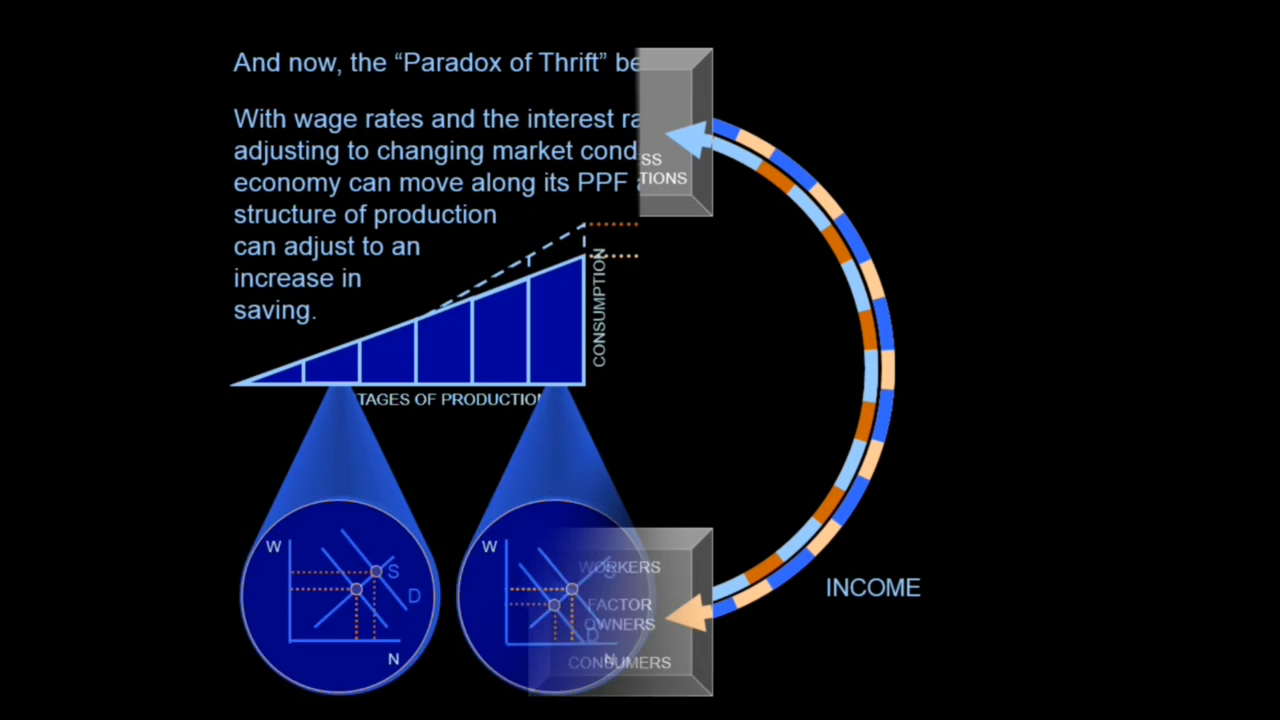 And now, the “Paradox of Thrift” be
With wage rates and the interest ra
adjusting to changing market cond
economy can move along its PPF
structure of production
can adjust to an
increase in
saving.
CONSUMPTION
TAGES OF PRODUCTIO
SS
TIONS
W
S
D
N
W
S
D
N
WORKERS
FACTOR
OWNERS
CONSUMERS
INCOME